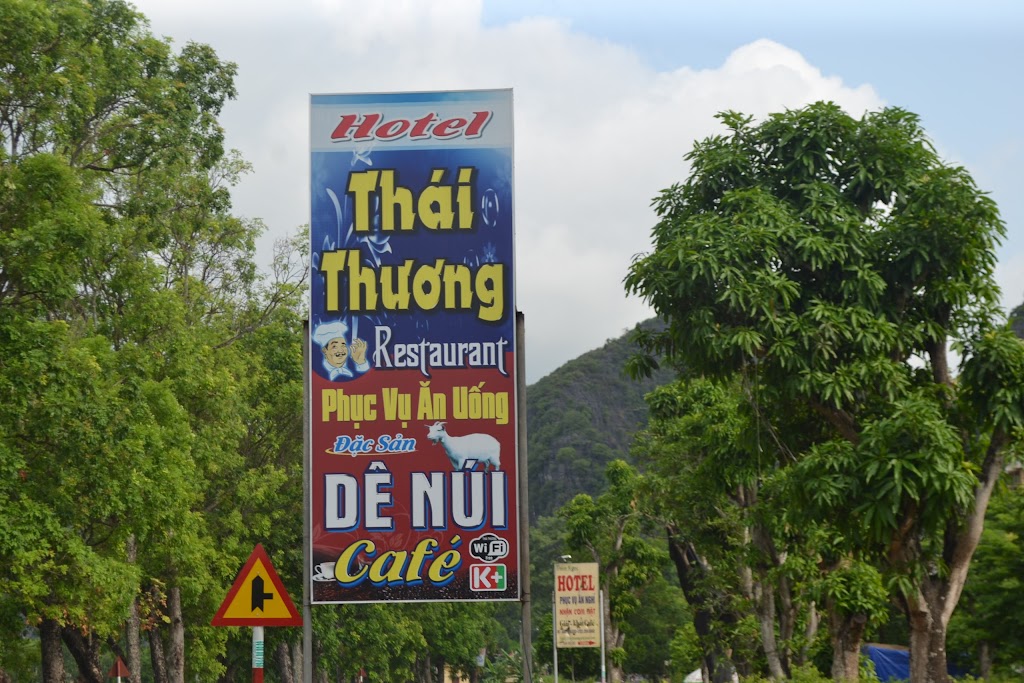 Hotel
Thái
Thương
Restaurant
Phục Vụ Ăn Uống
Đặc Sản
DÊ NÚI
Café
WiFi
K+
HOTEL
PHỤC VỤ ĂN NGHỈ